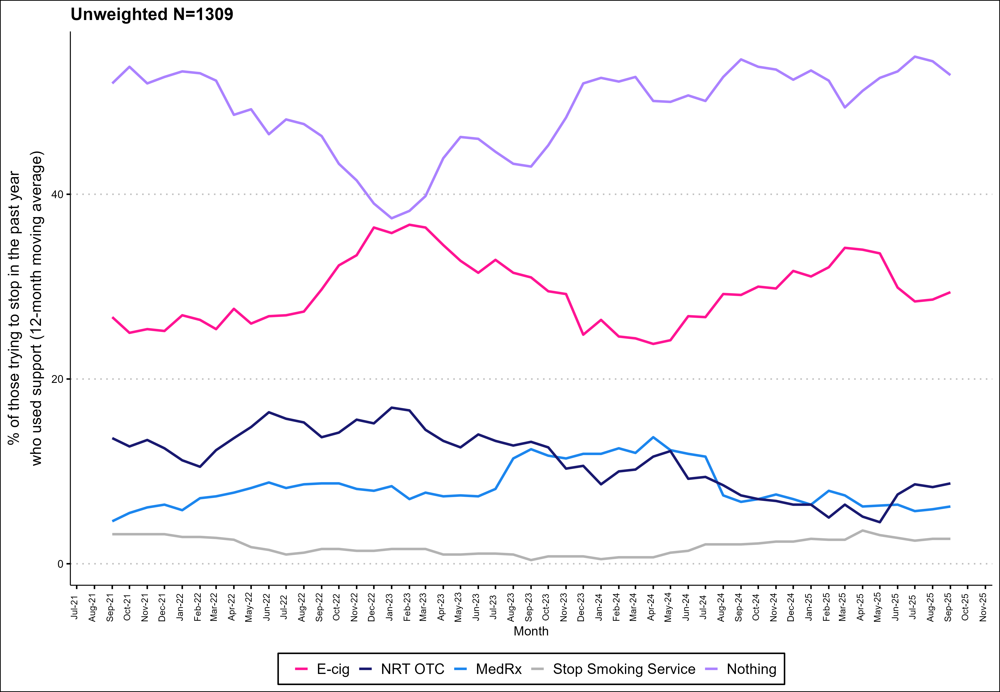 Unweighted N=1309
% of those trying to stop in the past year
who used support (12-month moving average)
40
20
0
Jul-21
Aug-21
Sep-21
Oct-21
Nov-21
Dec-21
Jan-22
Feb-22
Mar-22
Apr-22
May-22
Jun-22
Jul-22
Aug-22
Sep-22
Oct-22
Nov-22
Dec-22
Jan-23
Feb-23
Mar-23
Apr-23
May-23
Jun-23
Jul-23
Aug-23
Sep-23
Oct-23
Nov-23
Dec-23
Jan-24
Feb-24
Mar-24
Apr-24
May-24
Jun-24
Jul-24
Aug-24
Sep-24
Oct-24
Nov-24
Dec-24
Jan-25
Feb-25
Mar-25
Apr-25
May-25
Jun-25
Jul-25
Aug-25
Sep-25
Oct-25
Nov-25
Month
E-cig NRT OTC MedRx Stop Smoking Service Nothing